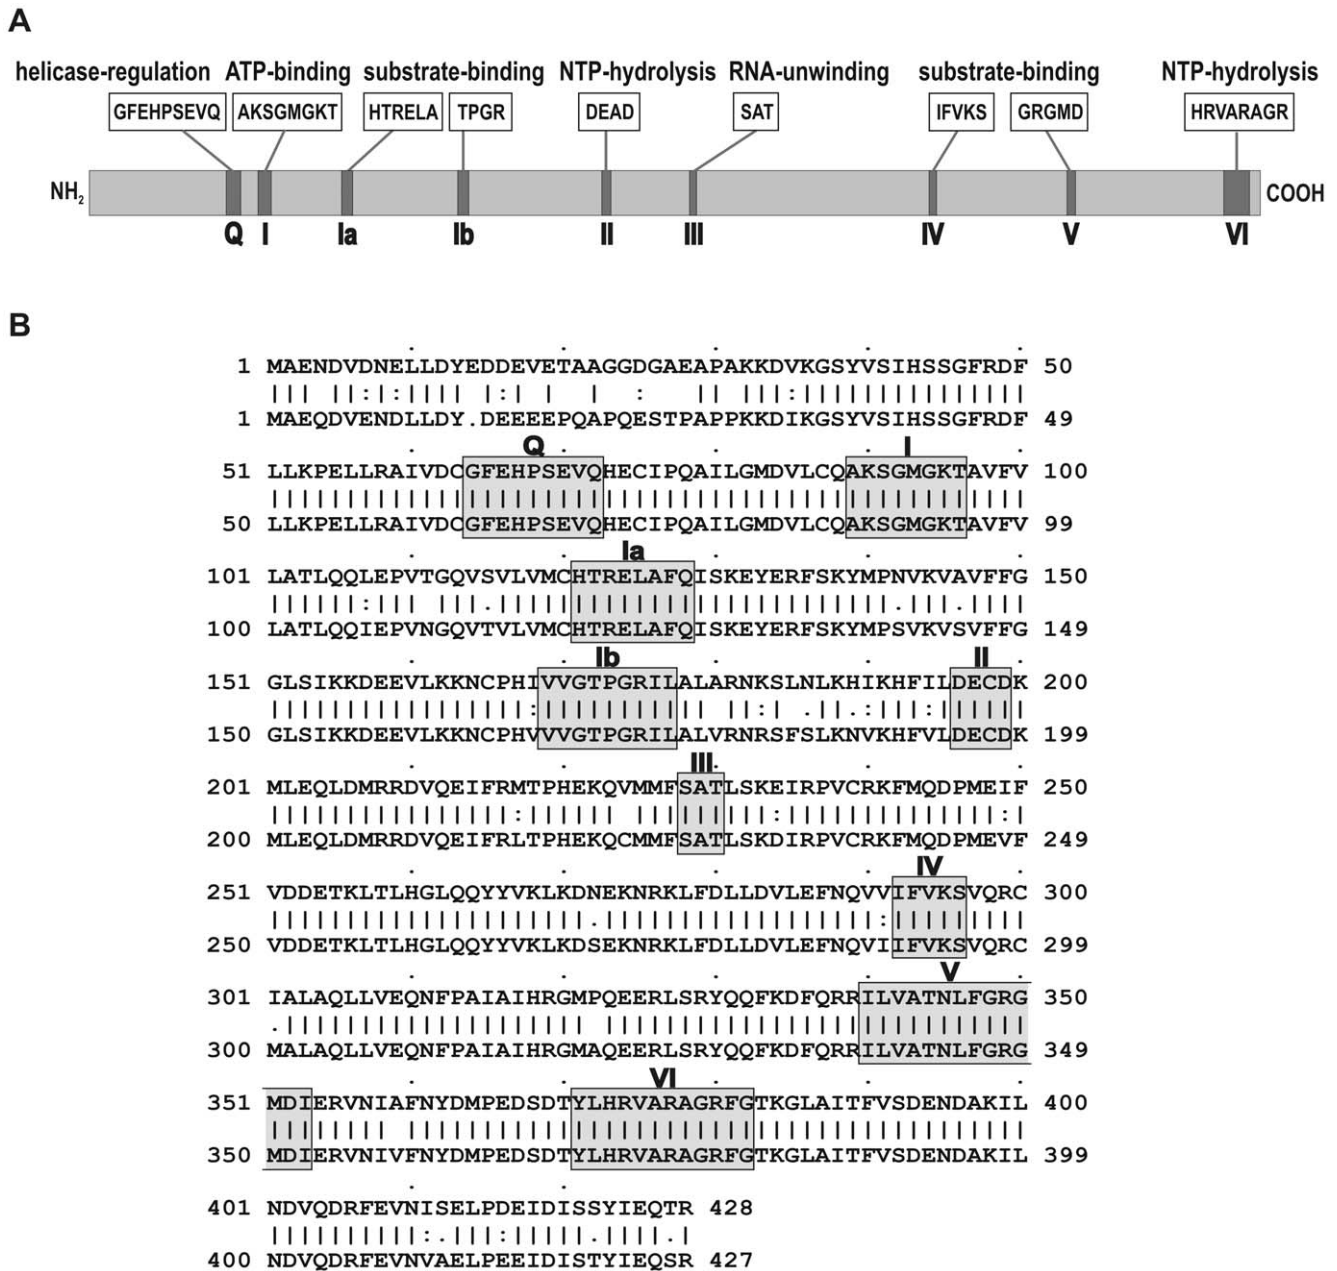 A
helicase-regulation ATP-binding substrate-binding NTP-hydrolysis RNA-unwinding substrate-binding NTP-hydrolysis
GFEHPSEVQ AKSGMGKT HTRELA TPGR DEAD SAT IFVKS GRGMD HRVARAGR
NH2 COOH
Q I Ia Ib II III IV V VI
B
1 MAENDVDNELLDYEDDEVETAAGGDGAEAPAKKDVKGSYVSIHSSGFRDF 50
1 MAEQDVENDLLDY.DEEEEPQAPQESTPAPPKKDIKGSYVSIHSSGFRDF 49
Q I
51 LLKPELLRAIVDCGFEHPSEVQHECIPQAILGMDVLCQAKSGMGKTAVFV 100
50 LLKPELLRAIVDCGFEHPSEVQHECIPQAILGMDVLCQAKSGMGKTAVFV 99
Ia
101 LATLQQLEPVTGQVSVLVMCHTRELAFQISKEYERFSKYMPNVKVAVFFG 150
100 LATLQQIEPVNGQVTVLVMCHTRELAFQISKEYERFSKYMPSVKVSVFFG 149
Ib II
151 GLSIKKDEEVLKKNCPHIVVGTPGRILALARNKSLNLKHIKHFILDECDK 200
150 GLSIKKDEEVLKKNCPHVVVGTPGRILALVRNRSFSLKNVKHFVLDECDK 199
III
201 MLEQLDMRRDVQEIFRMTPHEKQVMMFSATLSKEIRPVCRKFMQDPMEIF 250
200 MLEQLDMRRDVQEIFRLTPHEKQCMMFSATLSKDIRPVCRKFMQDPMEVF 249
IV
251 VDDETKLTLHGLQQYYVKLKDNEKNRKLFDLLDVLEFNQVVIFVKSVQRC 300
250 VDDETKLTLHGLQQYYVKLKDSEKNRKLFDLLDVLEFNQVIIFVKSVQRC 299
V
301 IALAQLLVEQNFPAIAIHRGMPQEERLSRYQQFKDFQRRILVATNLFGRG 350
300 MALAQLLVEQNFPAIAIHRGMAQEERLSRYQQFKDFQRRILVATNLFGRG 349
VI
351 MDIERVNIAFNYDMPEDSDTYLHRVARAGRFGTKGLAITFVSDENDAKIL 400
350 MDIERVNIVFNYDMPEDSDTYLHRVARAGRFGTKGLAITFVSDENDAKIL 399
401 NDVQDRFEVNISELPDEIDISSYIEQTR 428
400 NDVQDRFEVNVAELPEEIDISTYIEQSR 427